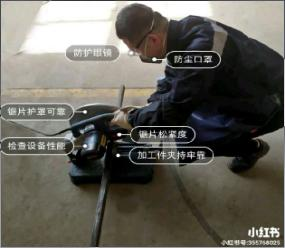 防护眼镜
防尘口罩
锯片护罩可靠
锯片松紧度
检查设备性能
加工件夹持牢靠
小红书
小红书号:355768025